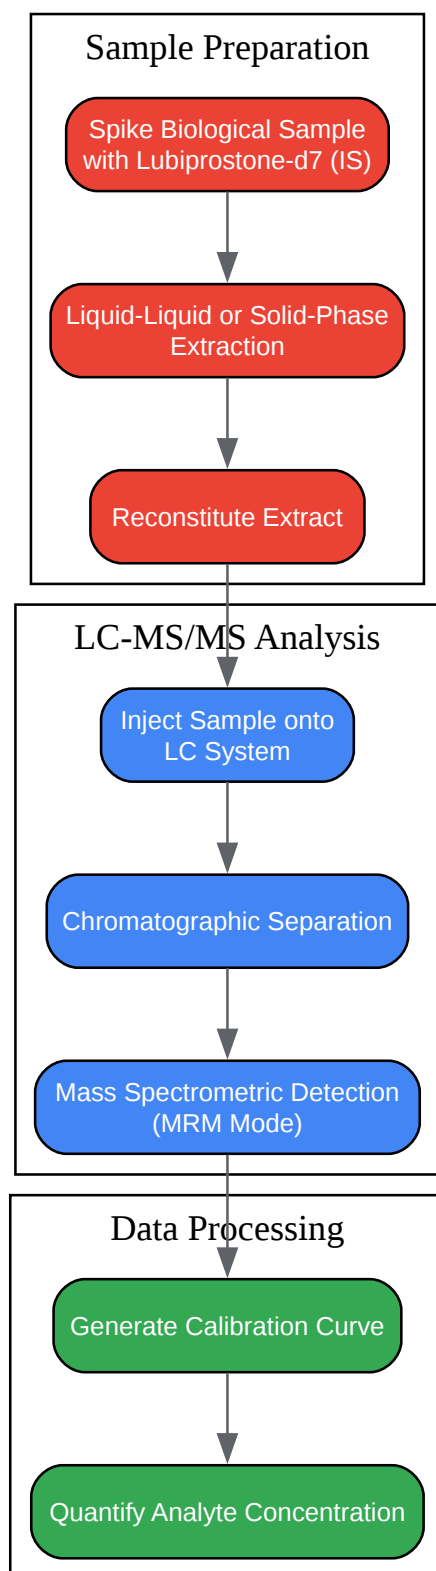 Sample Preparation
Spike Biological Sample
with Lubiprostone-d7 (IS)
Liquid-Liquid or Solid-Phase
Extraction
Reconstitute Extract
LC-MS/MS Analysis
Inject Sample onto
LC System
Chromatographic Separation
Mass Spectrometric Detection
(MRM Mode)
Data Processing
Generate Calibration Curve
Quantify Analyte Concentration